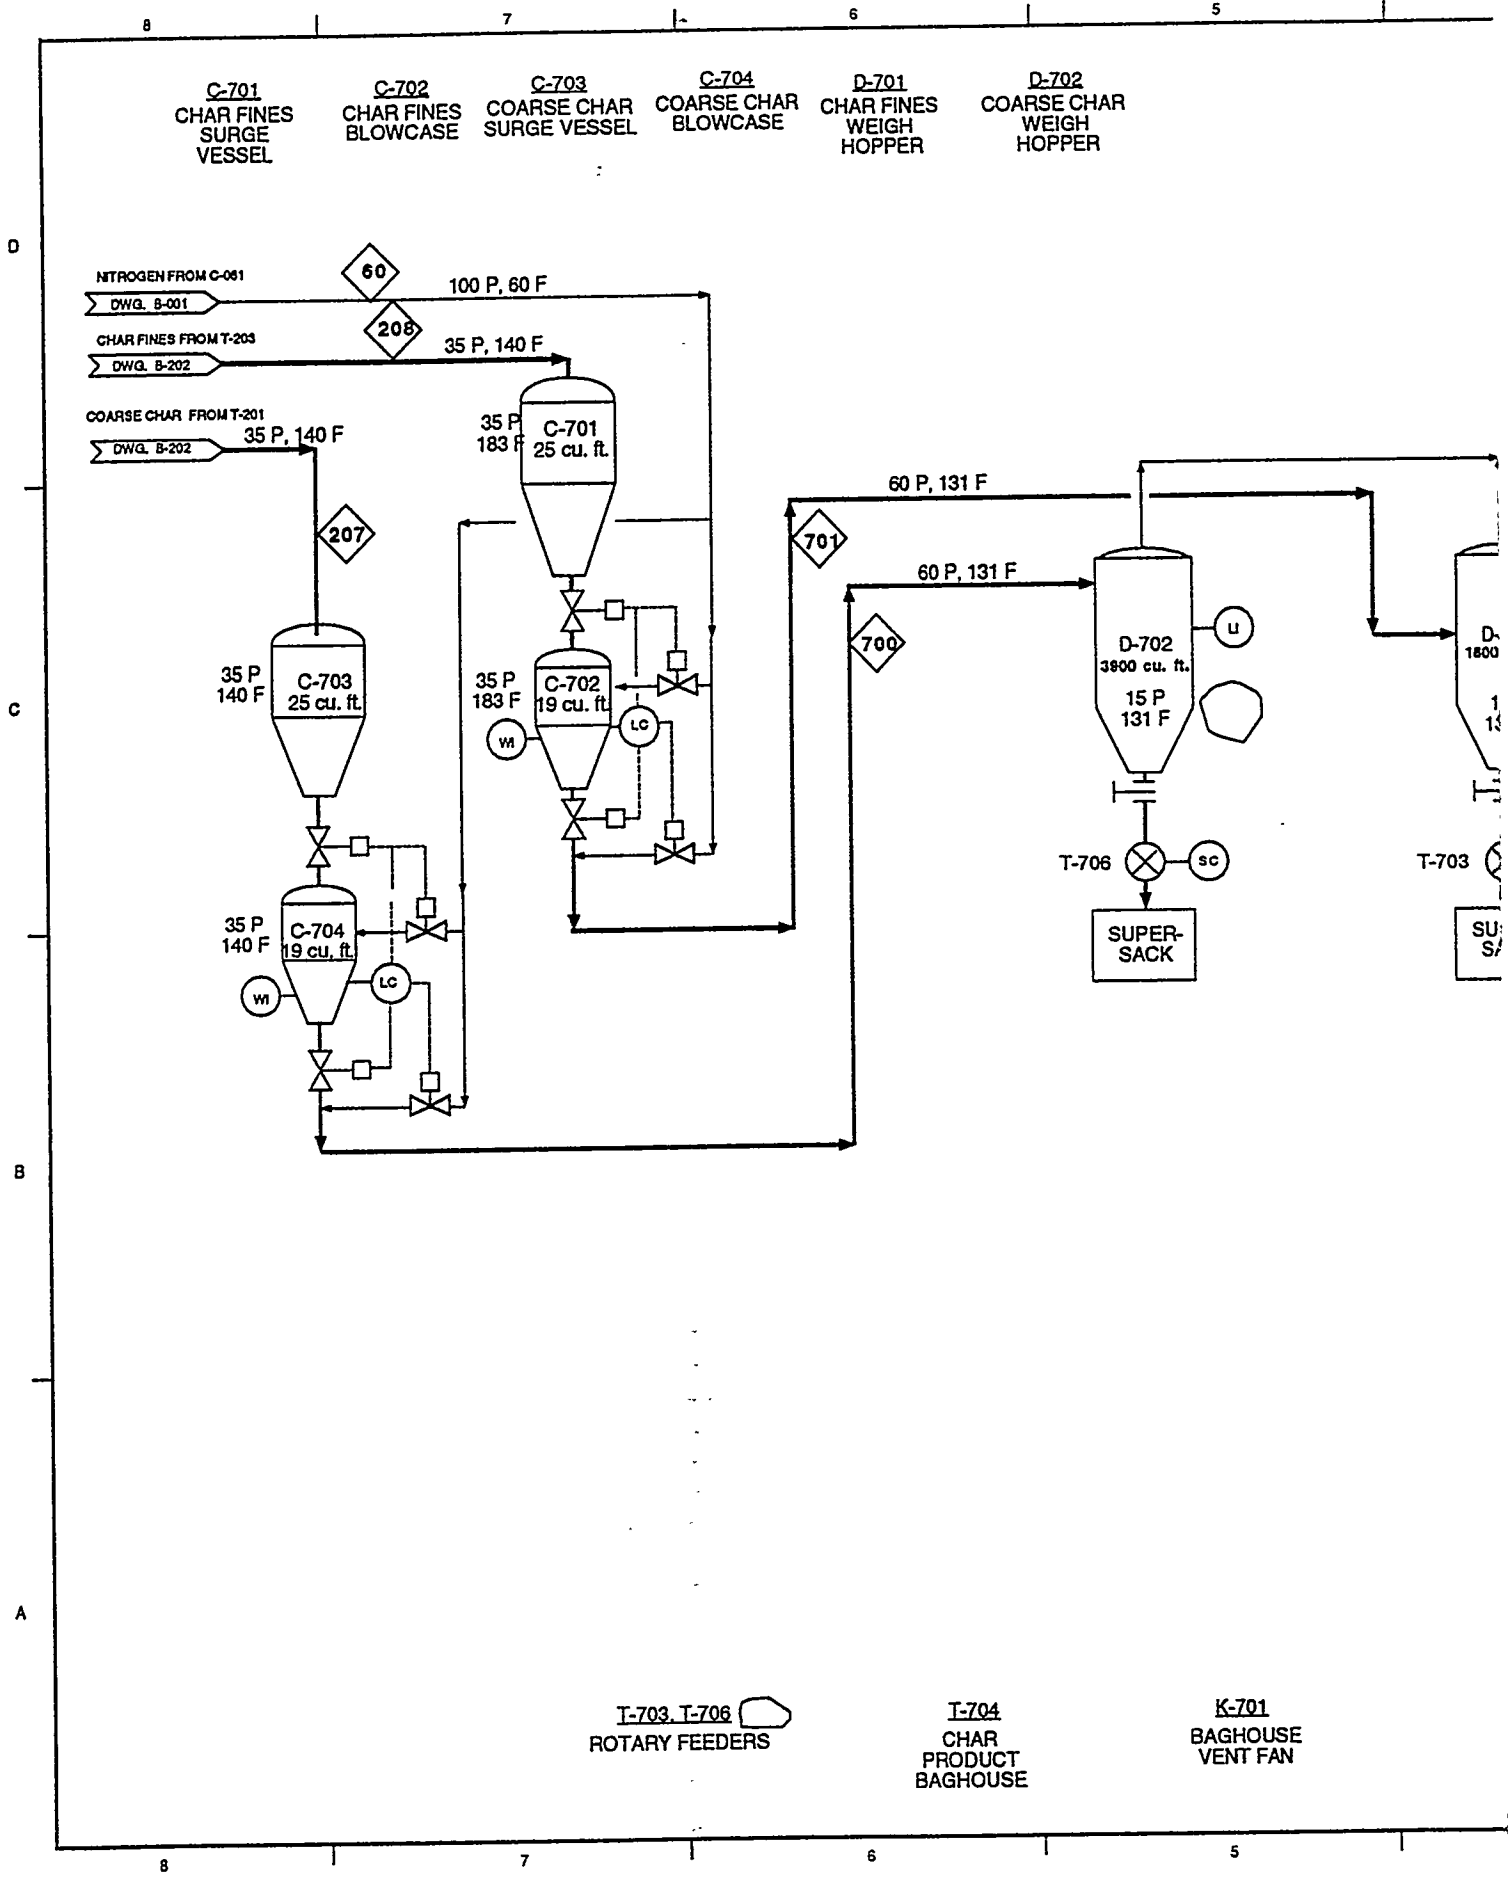 8
7
6
5
C-701
CHAR FINES
SURGE
VESSEL
C-702
CHAR FINES
BLOWCASE
C-703
COARSE CHAR
SURGE VESSEL
C-704
COARSE CHAR
BLOWCASE
D-701
CHAR FINES
WEIGH
HOPPER
D-702
COARSE CHAR
WEIGH
HOPPER
D
NITROGEN FROM C-061
DWG. B-001
60
100 P, 60 F
208
CHAR FINES FROM T-203
DWG. B-202
35 P, 140 F
COARSE CHAR FROM T-201
DWG. B-202
35 P, 140 F
35 P
183 F
C-701
25 cu. ft.
60 P, 131 F
207
701
60 P, 131 F
700
LI
D-702
3900 cu. ft.
15 P
131 F
D-
1800
1
C
35 P
140 F
C-703
25 cu. ft.
35 P
183 F
C-702
19 cu. ft.
WI
LC
T-706
SC
T-703
35 P
140 F
C-704
19 cu. ft.
WI
LC
SUPER-
SACK
SU
B
A
T-703, T-706
ROTARY FEEDERS
T-704
CHAR
PRODUCT
BAGHOUSE
K-701
BAGHOUSE
VENT FAN
8
7
6
5